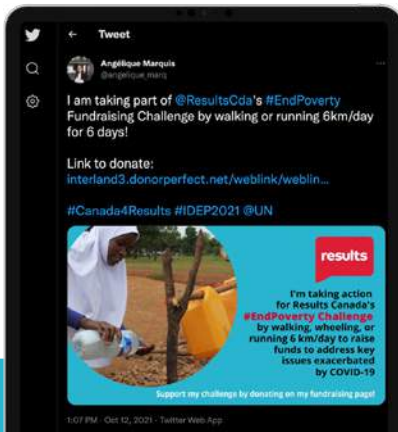 Tweet
Angélique Marquis
@angelique_marq
I am taking part of @ResultsCda's #EndPoverty
Fundraising Challenge by walking or running 6km/day
for 6 days!
Link to donate:
interland3.donorperfect.net/weblink/weblin...
#Canada4Results #IDEP2021 @UN
results
I'm taking action
for Results Canada's
#EndPoverty Challenge
by walking, wheeling, or
running 6 km/day to raise
funds to address key
issues exacerbated
by COVID-19
Support my challenge by donating on my fundraising page!
1:07 PM · Oct 12, 2021 · Twitter Web App